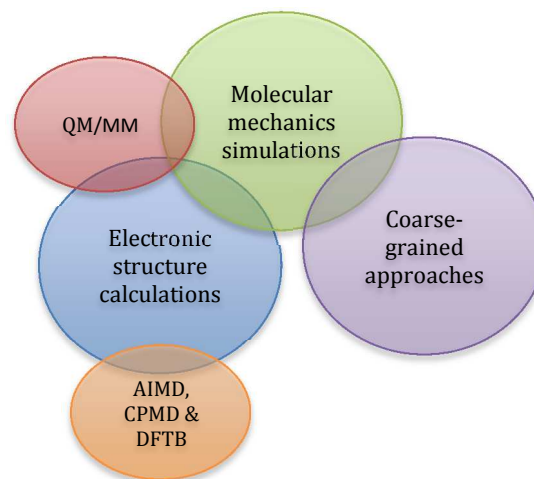 QM/MM
Molecular
mechanics
simulations
Coarse-
grained
approaches
Electronic
structure
calculations
AIMD,
CPMD &
DFTB